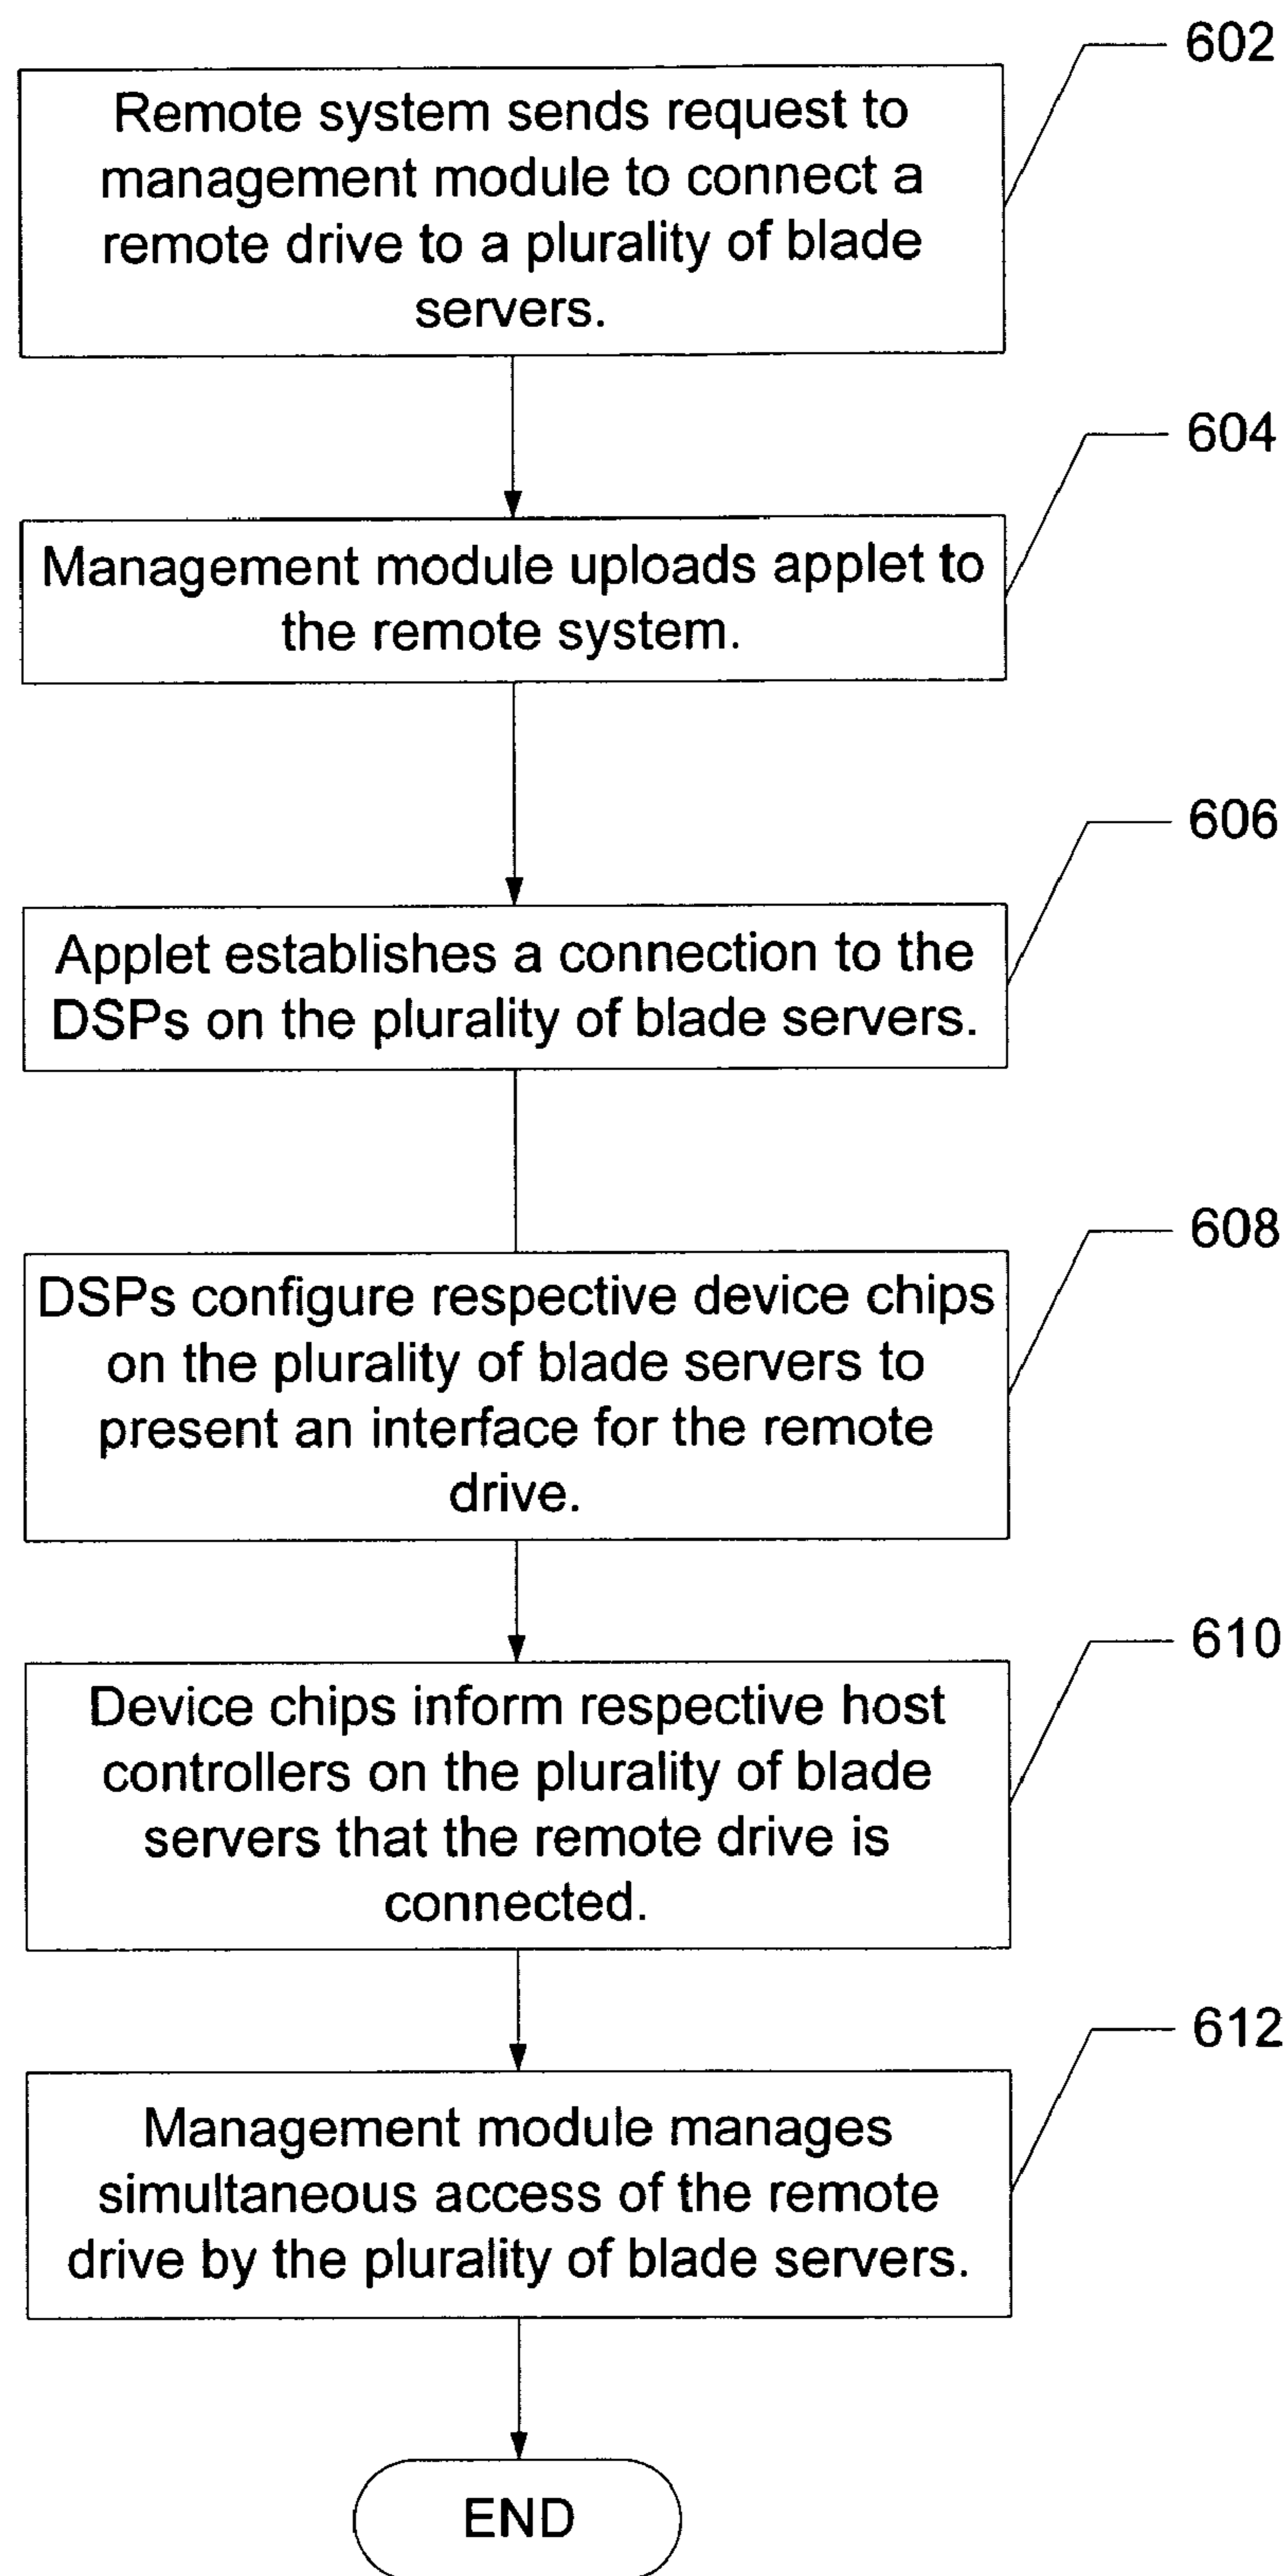 602
Remote system sends request to
management module to connect a
remote drive to a plurality of blade
servers.
604
Management module uploads applet to
the remote system.
606
Applet establishes a connection to the
DSPs on the plurality of blade servers.
608
DSPs configure respective device chips
on the plurality of blade servers to
present an interface for the remote
drive.
610
Device chips inform respective host
controllers on the plurality of blade
servers that the remote drive is
connected.
612
Management module manages
simultaneous access of the remote
drive by the plurality of blade servers.
END